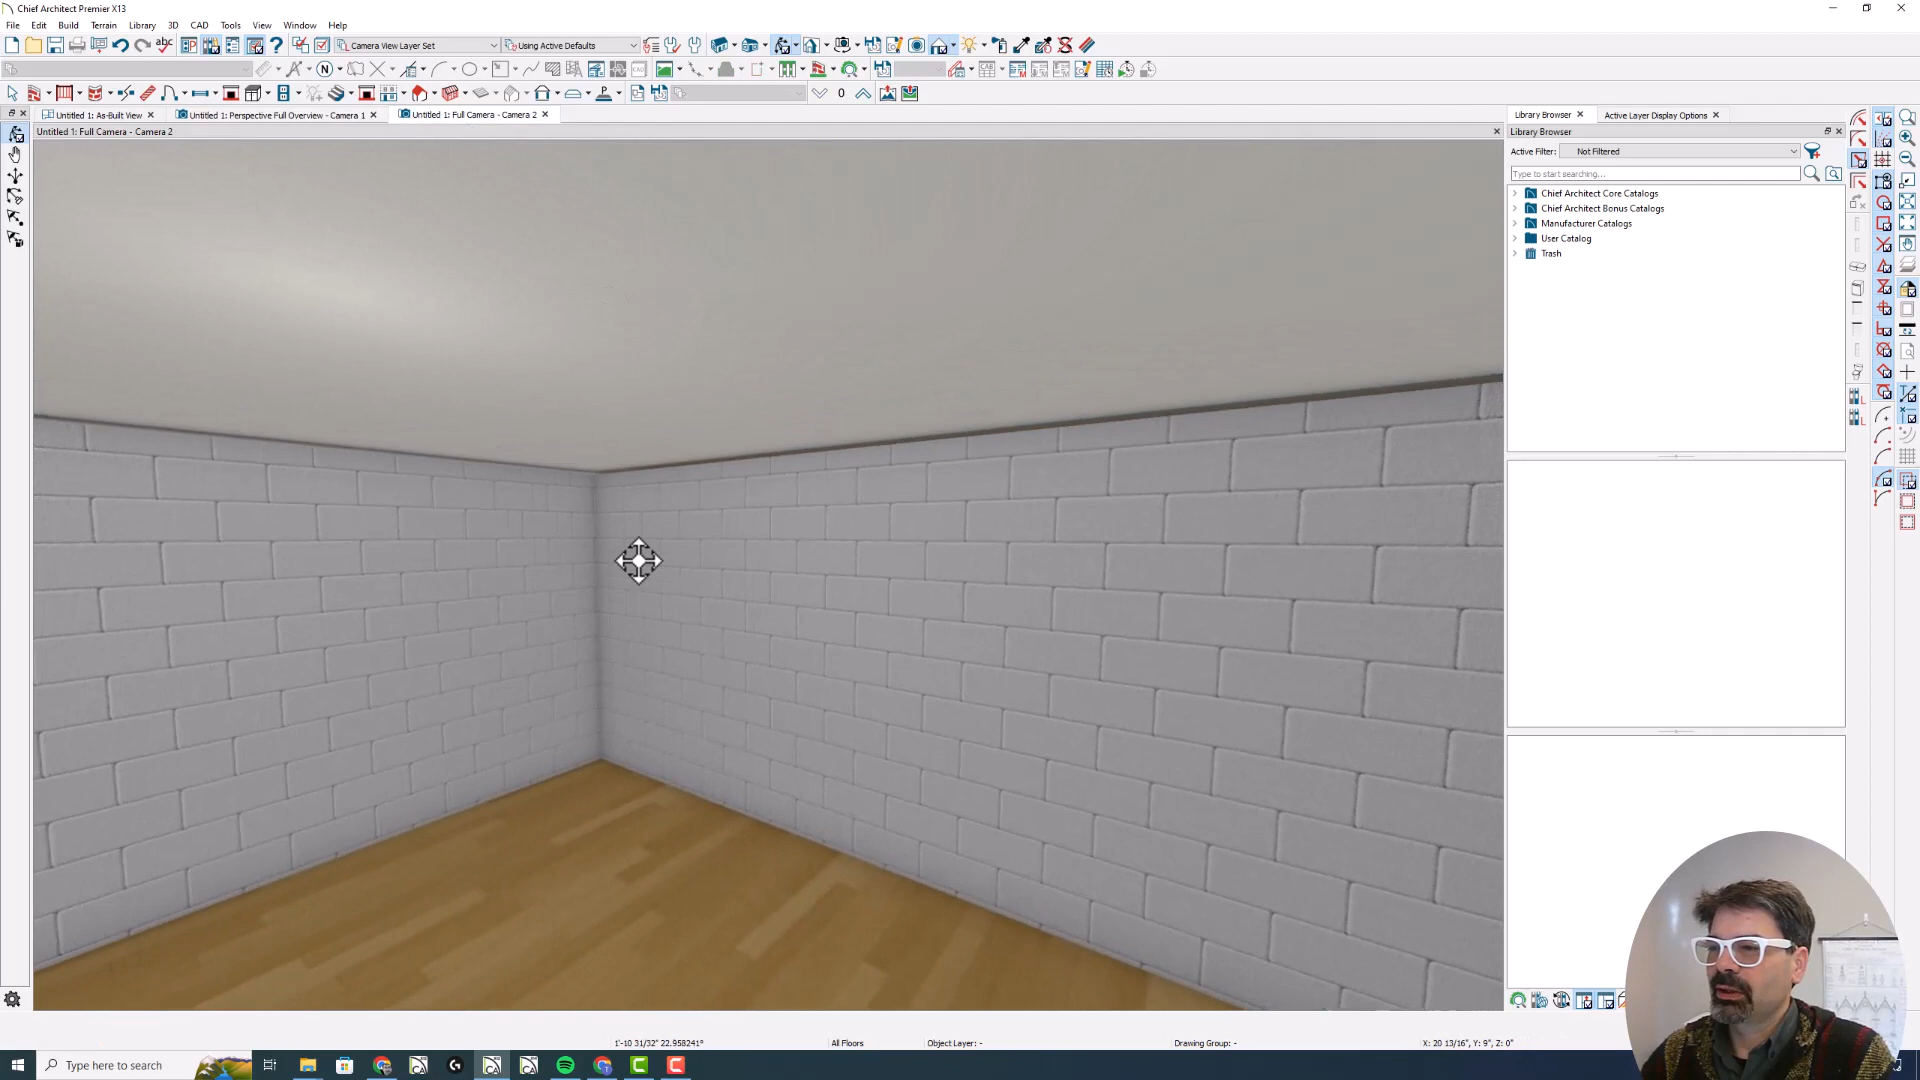 Chief Architect Premier X13
File Edit Build Terrain Library 3D CAD Tools View Window Help
Camera View Layer Set
Using Active Defaults
0
Untitled 1: As-Built View
Untitled 1: Perspective Full Overview - Camera 1
Untitled 1: Full Camera - Camera 2
Library Browser
Active Layer Display Options
Untitled 1: Full Camera - Camera 2
Library Browser
Active Filter: Not Filtered
Type to start searching...
Chief Architect Core Catalogs
Chief Architect Bonus Catalogs
Manufacturer Catalogs
User Catalog
Trash
1'-10 31/32" 22.958241°
All Floors
Object Layer: -
Drawing Group: -
X: 20 13/16", Y: 9", Z: 0"
Type here to search